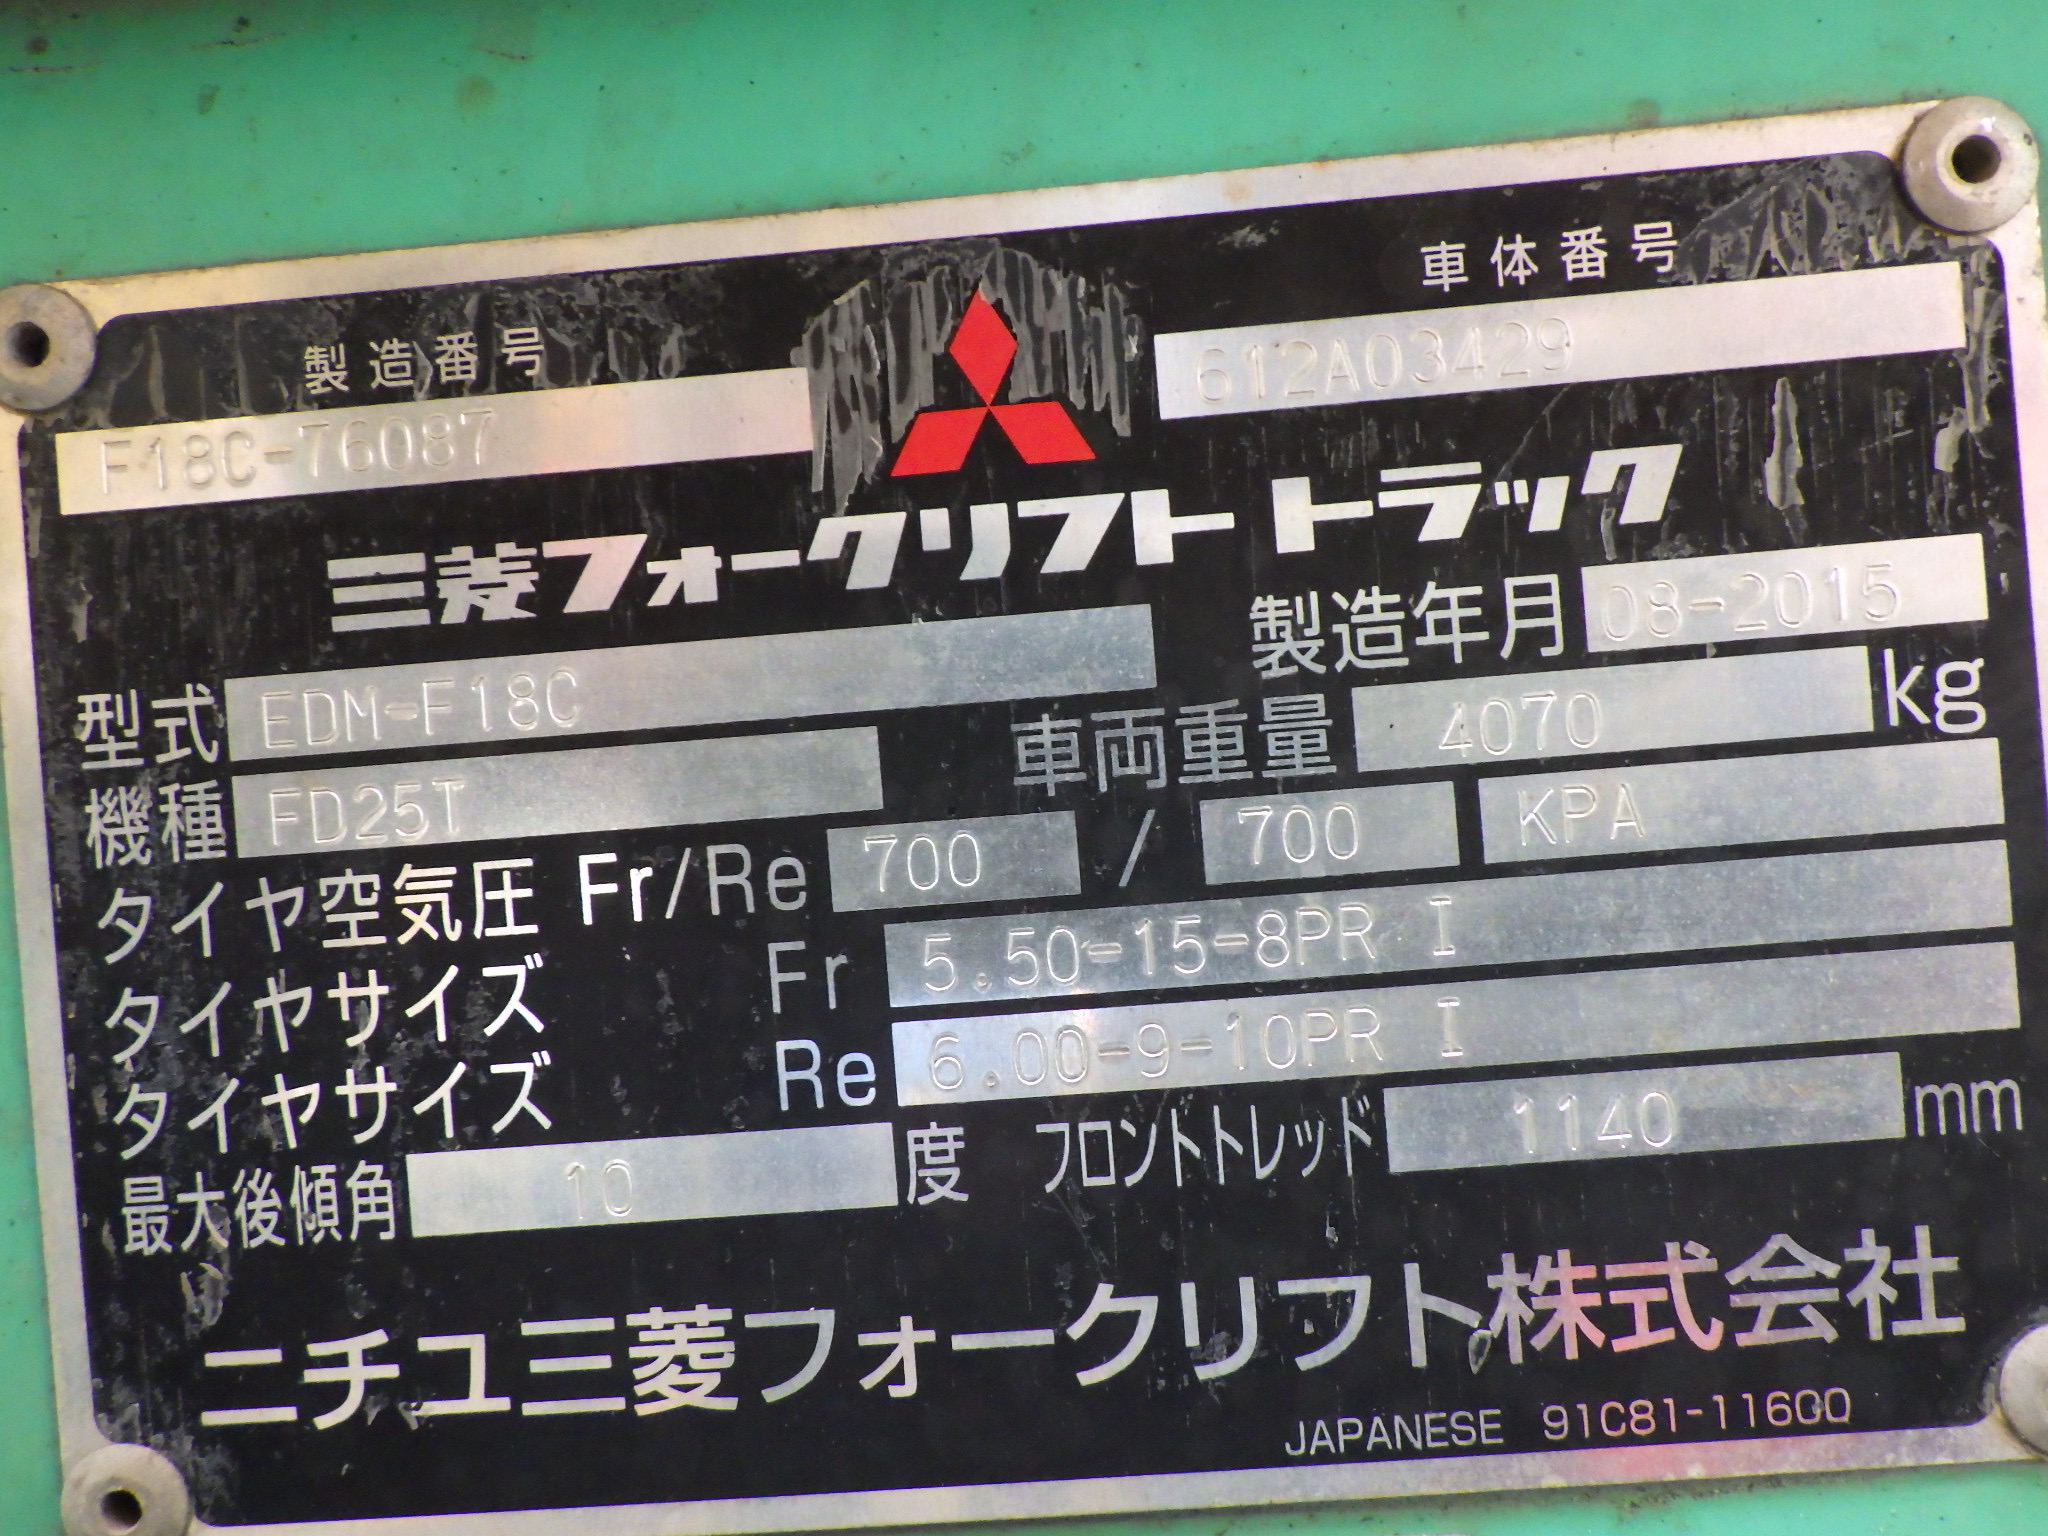 製造番号
車体番号
F18C-76087
612A03429
三菱フォークリフト トラック
製造年月 08-2015
型式 EDM-F18C
車両重量 4070 kg
機種 FD25T
タイヤ空気圧 Fr/Re 700 / 700 KPA
タイヤサイズ Fr 5.50-15-8PR I
タイヤサイズ Re 6.00-9-10PR I
最大後傾角 10 度 フロントトレッド 1140 mm
ニチユ三菱フォークリフト株式会社
JAPANESE 91C81-11600